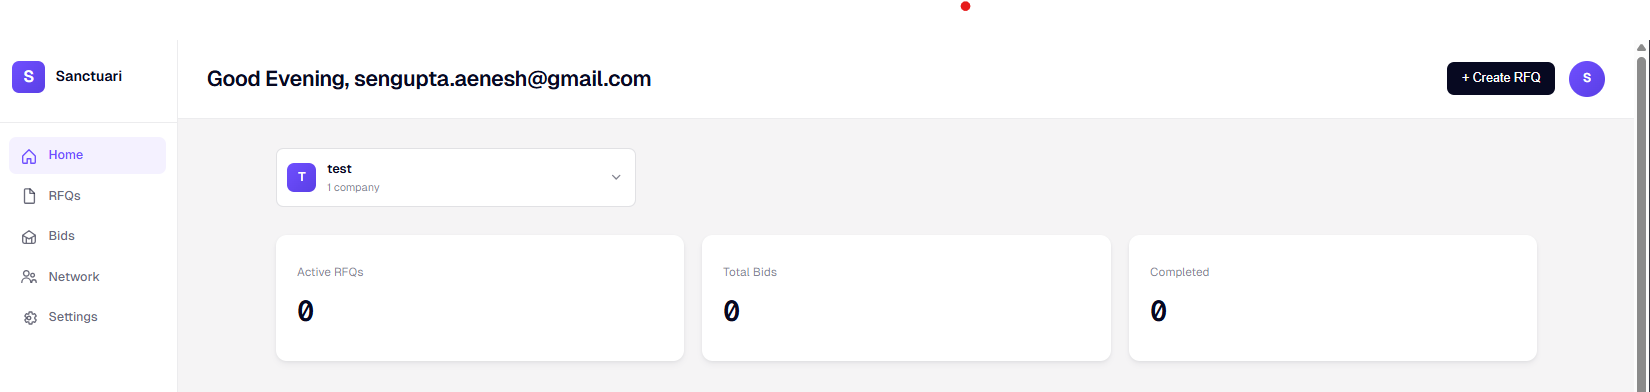 S Sanctuari
Good Evening, sengupta.aenesh@gmail.com
+ Create RFQ
S
Home
RFQs
Bids
Network
Settings
T
test
1 company
Active RFQs
0
Total Bids
0
Completed
0